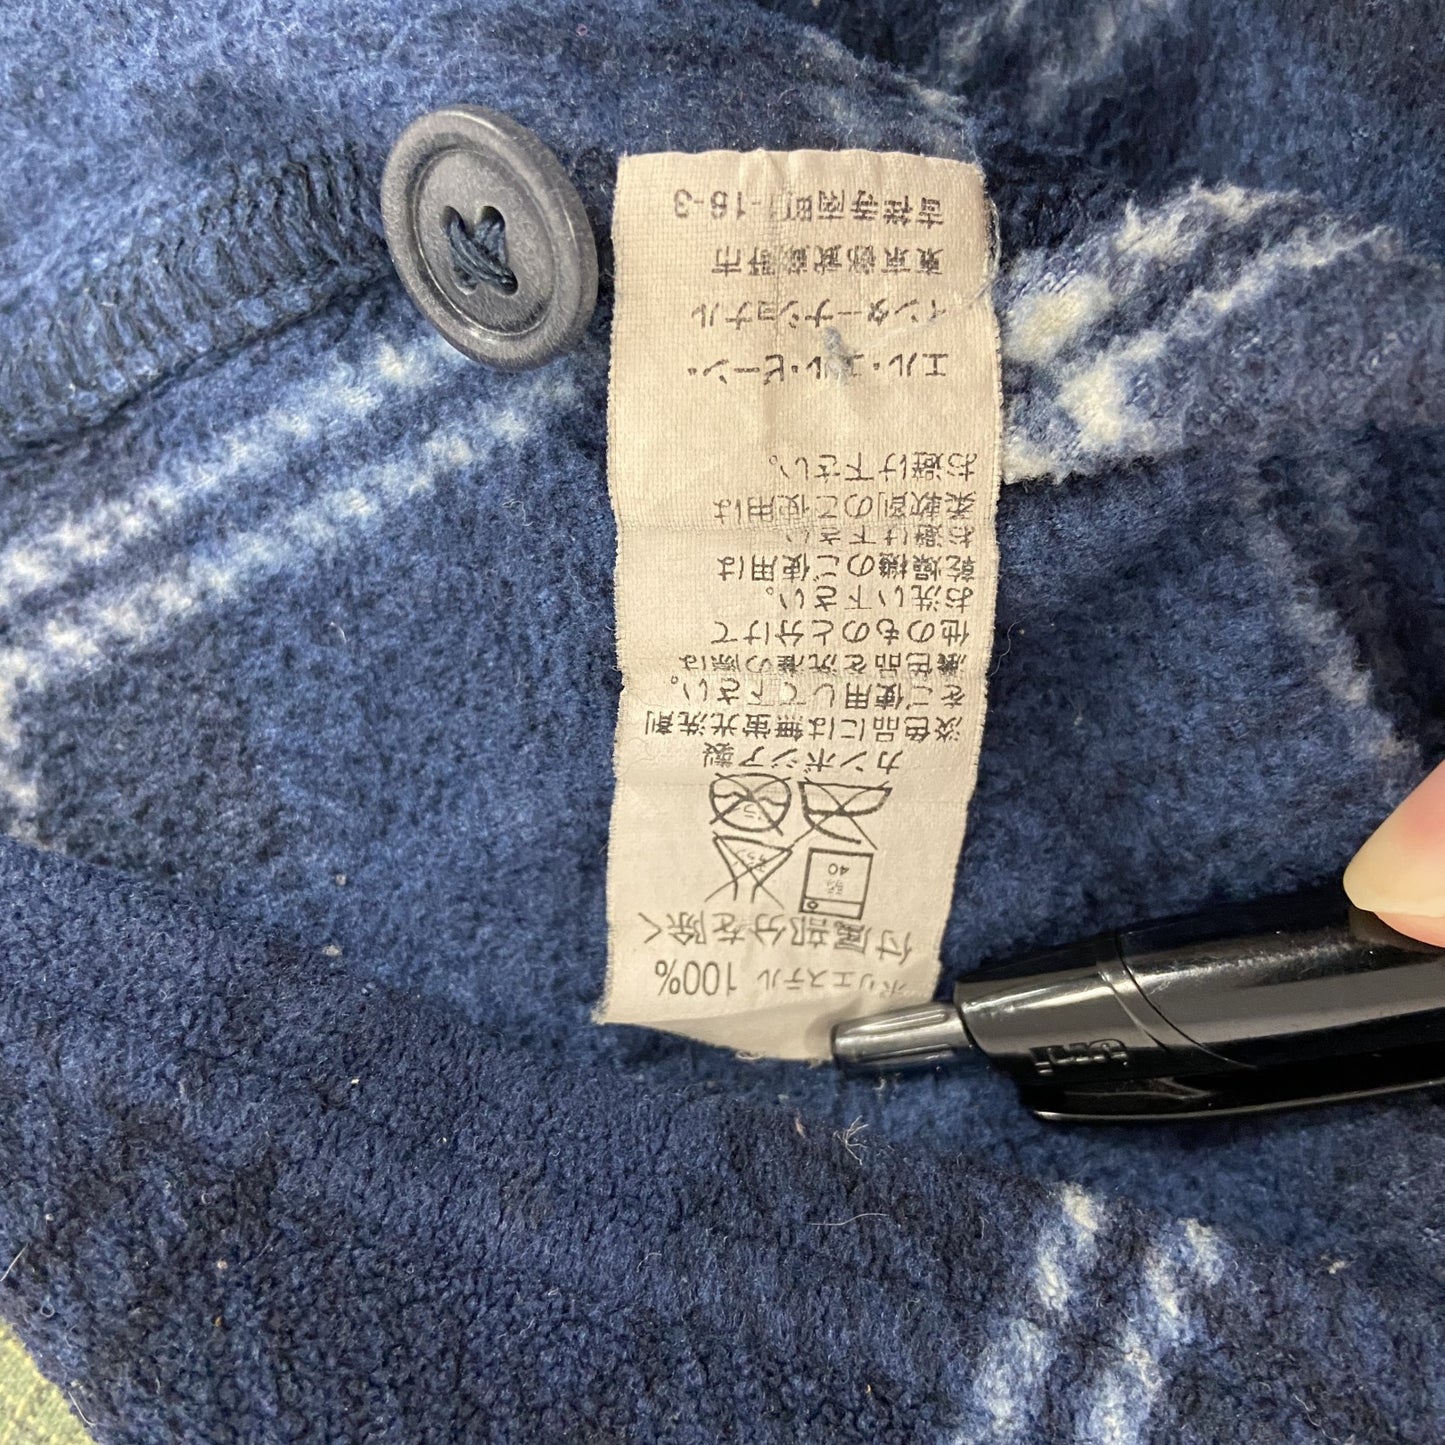 ポリエステル 100%
付属部分を除く
40
カンボジア製
淡色品には無蛍光洗剤
をご使用して下さい。
濃色品を洗濯の際は
他のものと分けて
お洗い下さい。
乾燥機のご使用は
お避け下さい。
柔軟剤のご使用は
お避け下さい。
エル・エル・ビーン・
インターナショナル
東京都武蔵野市
吉祥寺南町1-18-3